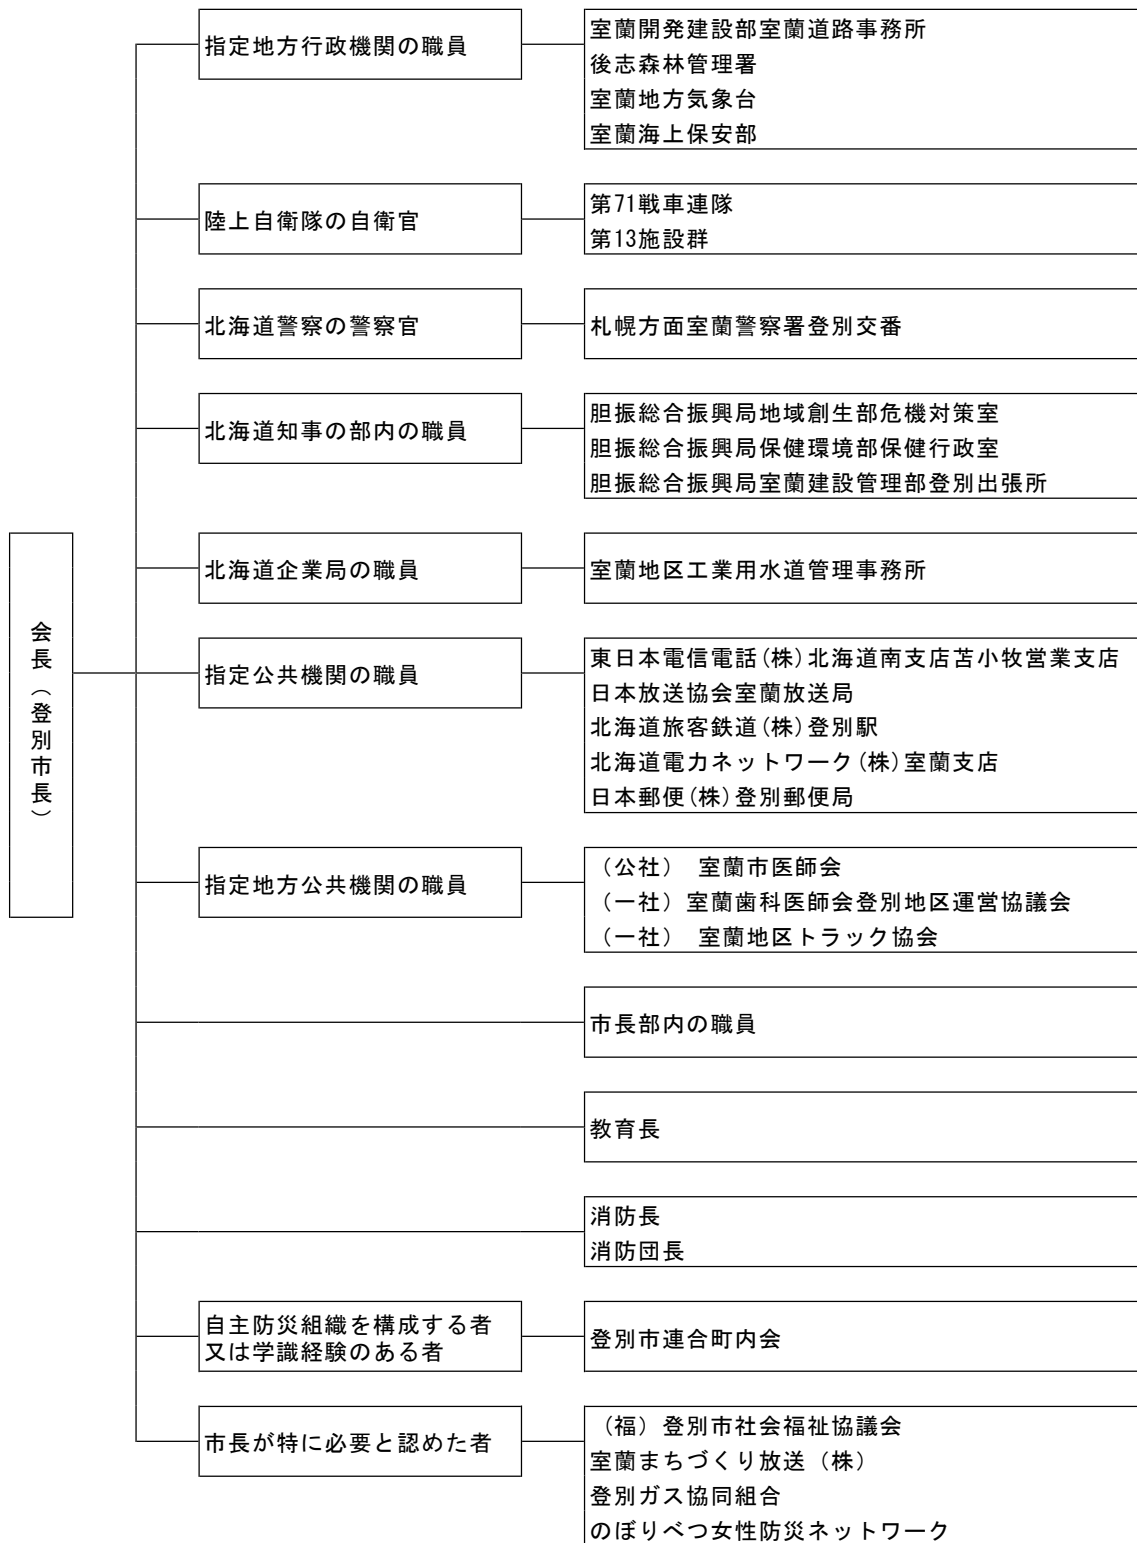 会長（登別市長）
指定地方行政機関の職員
室蘭開発建設部室蘭道路事務所
後志森林管理署
室蘭地方気象台
室蘭海上保安部
陸上自衛隊の自衛官
第71戦車連隊
第13施設群
北海道警察の警察官
札幌方面室蘭警察署登別交番
北海道知事の部内の職員
胆振総合振興局地域創生部危機対策室
胆振総合振興局保健環境部保健行政室
胆振総合振興局室蘭建設管理部登別出張所
北海道企業局の職員
室蘭地区工業用水道管理事務所
指定公共機関の職員
東日本電信電話(株)北海道南支店苫小牧営業支店
日本放送協会室蘭放送局
北海道旅客鉄道(株)登別駅
北海道電力ネットワーク(株)室蘭支店
日本郵便(株)登別郵便局
指定地方公共機関の職員
（公社） 室蘭市医師会
（一社）室蘭歯科医師会登別地区運営協議会
（一社） 室蘭地区トラック協会
市長部内の職員
教育長
消防長
消防団長
自主防災組織を構成する者
又は学識経験のある者
登別市連合町内会
市長が特に必要と認めた者
（福）登別市社会福祉協議会
室蘭まちづくり放送（株）
登別ガス協同組合
のぼりべつ女性防災ネットワーク